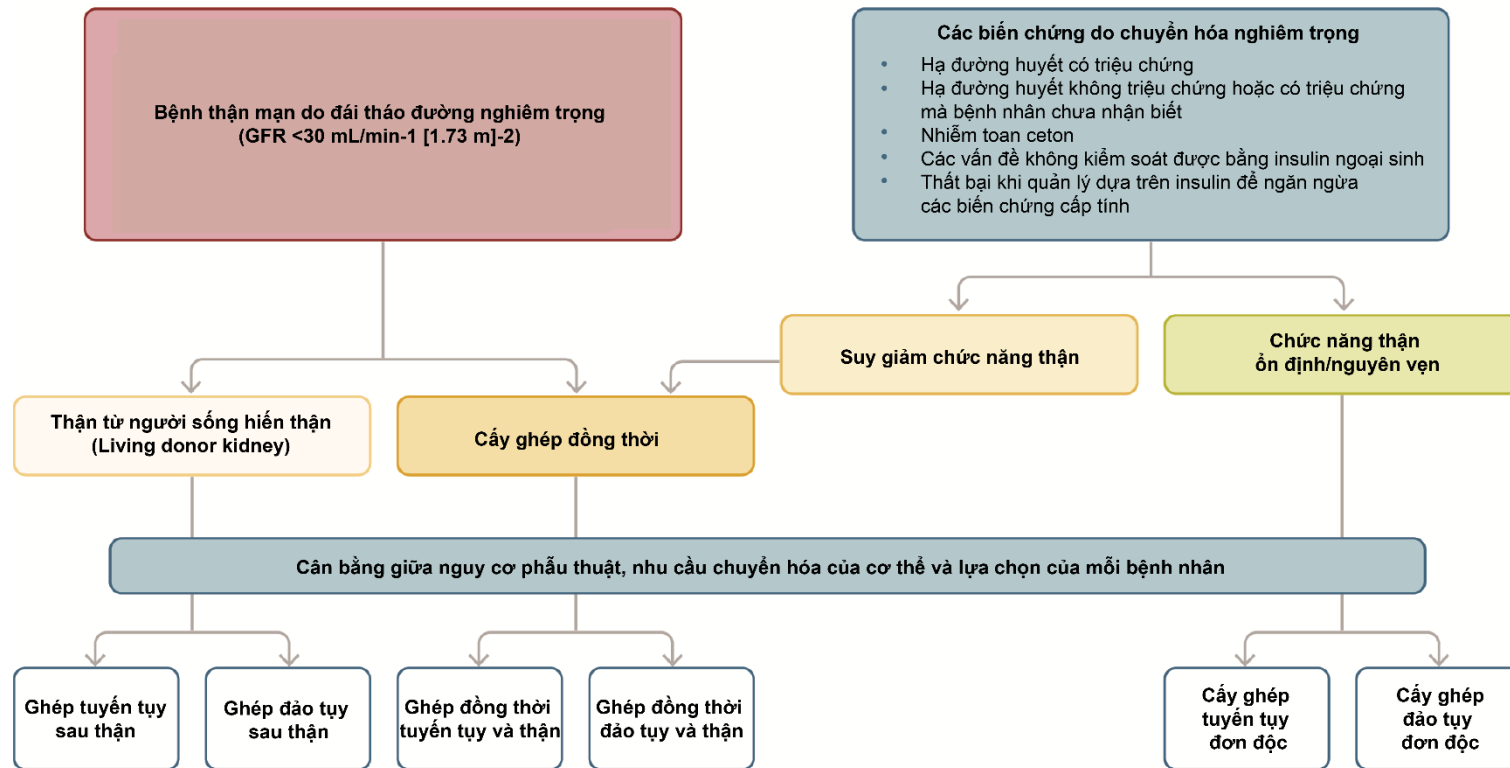 Bệnh thận mạn do đái tháo đường nghiêm trọng
(GFR <30 mL/min-1 [1.73 m]-2)
Các biến chứng do chuyển hóa nghiêm trọng
• Hạ đường huyết có triệu chứng
• Hạ đường huyết không triệu chứng hoặc có triệu chứng
mà bệnh nhân chưa nhận biết
• Nhiễm toan ceton
• Các vấn đề không kiểm soát được bằng insulin ngoại sinh
• Thất bại khi quản lý dựa trên insulin để ngăn ngừa
các biến chứng cấp tính
Suy giảm chức năng thận
Chức năng thận
ổn định/nguyên vẹn
Thận từ người sống hiến thận
(Living donor kidney)
Cấy ghép đồng thời
Cân bằng giữa nguy cơ phẫu thuật, nhu cầu chuyển hóa của cơ thể và lựa chọn của mỗi bệnh nhân
Ghép tuyến tụy
sau thận
Ghép đảo tụy
sau thận
Ghép đồng thời
tuyến tụy và thận
Ghép đồng thời
đảo tụy và thận
Cấy ghép
tuyến tụy
đơn độc
Cấy ghép
đảo tụy
đơn độc